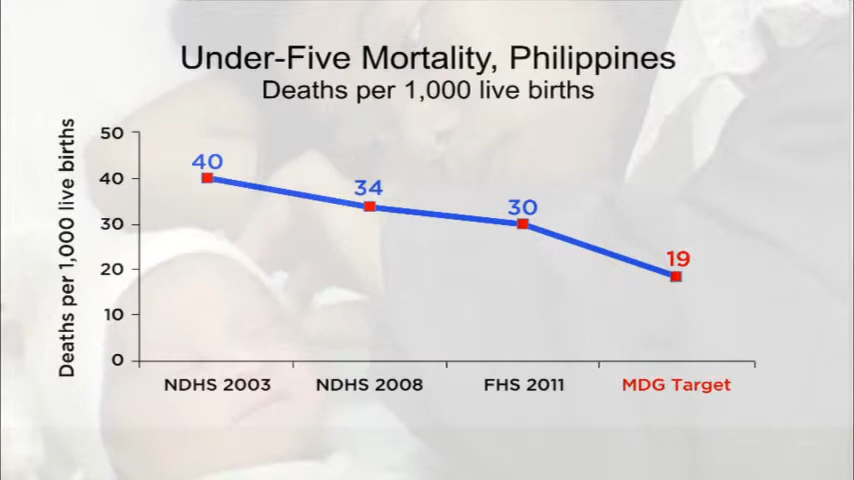 Under-Five Mortality, Philippines
Deaths per 1,000 live births
Deaths per 1,000 live births
50
40
30
20
10
0
40
34
30
19
NDHS 2003
NDHS 2008
FHS 2011
MDG Target